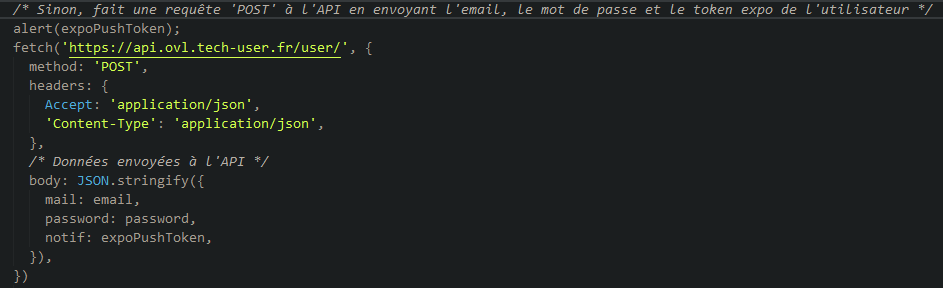 /* Sinon, fait une requête 'POST' à l'API en envoyant l'email, le mot de passe et le token expo de l'utilisateur */
alert(expoPushToken);
fetch('https://api.ovl.tech-user.fr/user/', {
  method: 'POST',
  headers: {
    Accept: 'application/json',
    'Content-Type': 'application/json',
  },
  /* Données envoyées à l'API */
  body: JSON.stringify({
    mail: email,
    password: password,
    notif: expoPushToken,
  }),
})